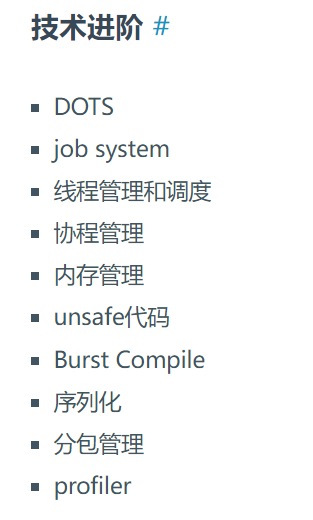 技术进阶 #
DOTS
job system
线程管理和调度
协程管理
内存管理
unsafe代码
Burst Compile
序列化
分包管理
profiler